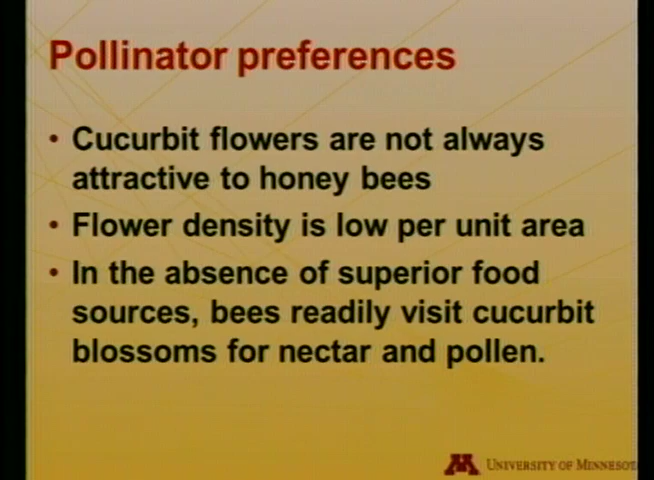 Pollinator preferences
• Cucurbit flowers are not always
attractive to honey bees
• Flower density is low per unit area
• In the absence of superior food
sources, bees readily visit cucurbit
blossoms for nectar and pollen.
M UNIVERSITY OF MINNESOT